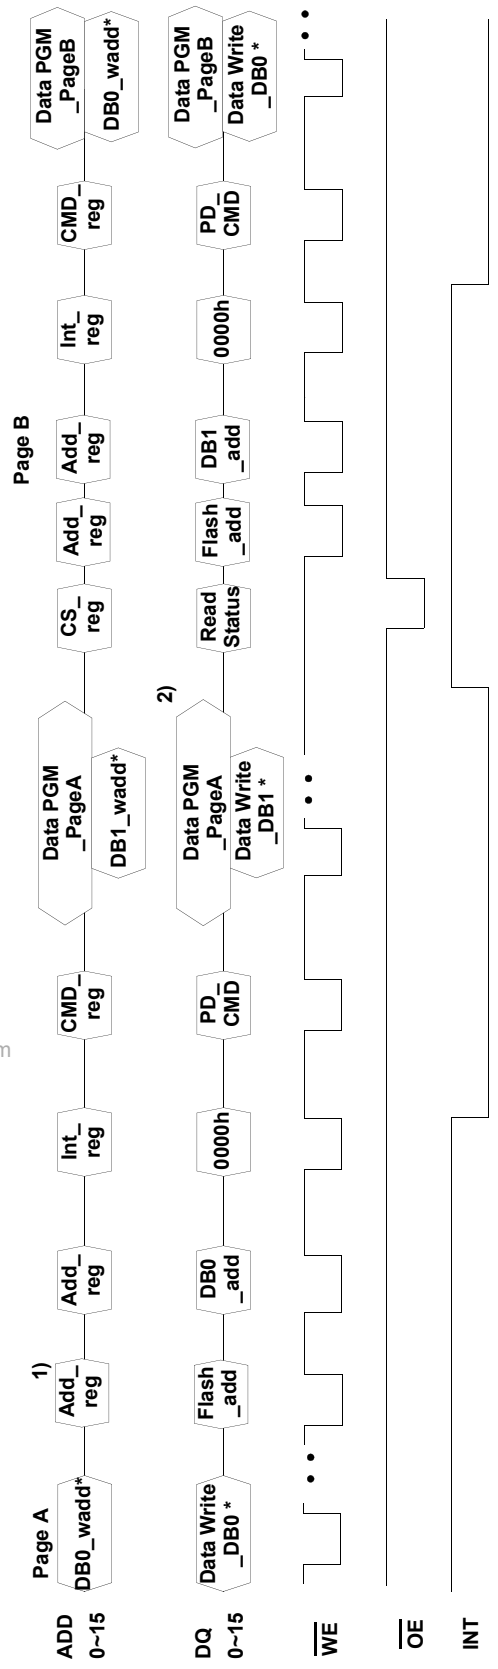 Page A
Page B
ADD
0~15
DB0_wadd*
1)
Add_
reg
Add_
reg
Int_
reg
CMD_
reg
Data PGM
_PageA
DB1_wadd*
CS_
reg
Add_
reg
Add_
reg
Int_
reg
CMD_
reg
Data PGM
_PageB
DB0_wadd*
DQ
0~15
Data Write
_DB0 *
Flash
_add
DB0
_add
0000h
PD_
CMD
2)
Data PGM
_PageA
Data Write
_DB1 *
Read
Status
Flash
_add
DB1
_add
0000h
PD_
CMD
Data PGM
_PageB
Data Write
_DB0 *
WE
OE
INT
m